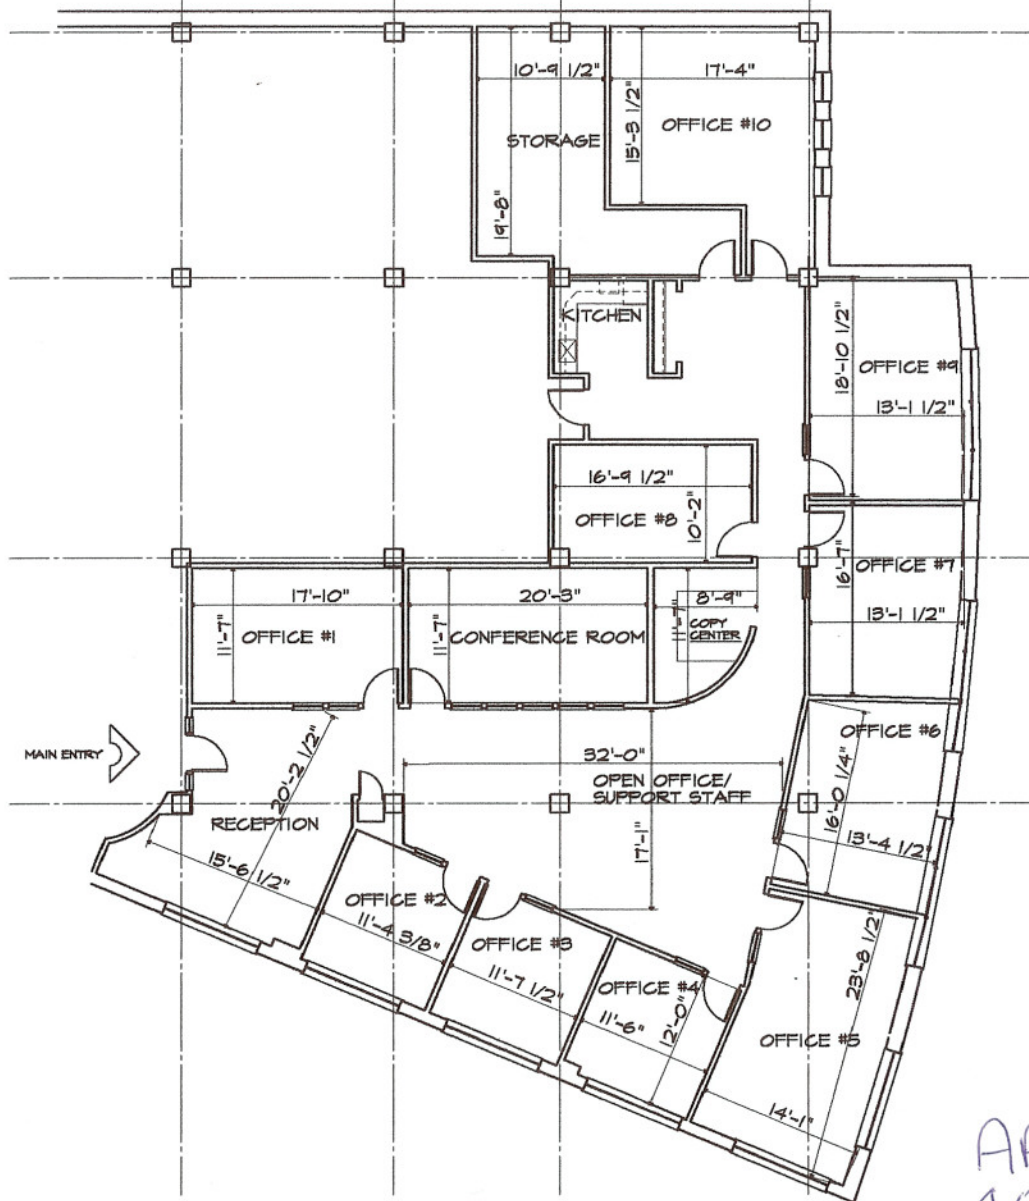 10'-9 1/2"
17'-4"
15'-3 1/2"
OFFICE #10
STORAGE
19'-8"
KITCHEN
18'-10 1/2"
OFFICE #9
13'-1 1/2"
16'-9 1/2"
10'-2"
OFFICE #8
16'-7"
OFFICE #7
13'-1 1/2"
17'-10"
11'-7"
OFFICE #1
20'-3"
11'-7"
CONFERENCE ROOM
8'-9"
11'-7"
COPY
CENTER
MAIN ENTRY
20'-2 1/2"
RECEPTION
15'-6 1/2"
32'-0"
OPEN OFFICE/
SUPPORT STAFF
17'-1"
OFFICE #6
16'-0 1/4"
13'-4 1/2"
OFFICE #2
11'-4 3/8"
OFFICE #3
11'-7 1/2"
OFFICE #4
11'-6"
12'-0"
23'-8 1/2"
OFFICE #5
14'-1"